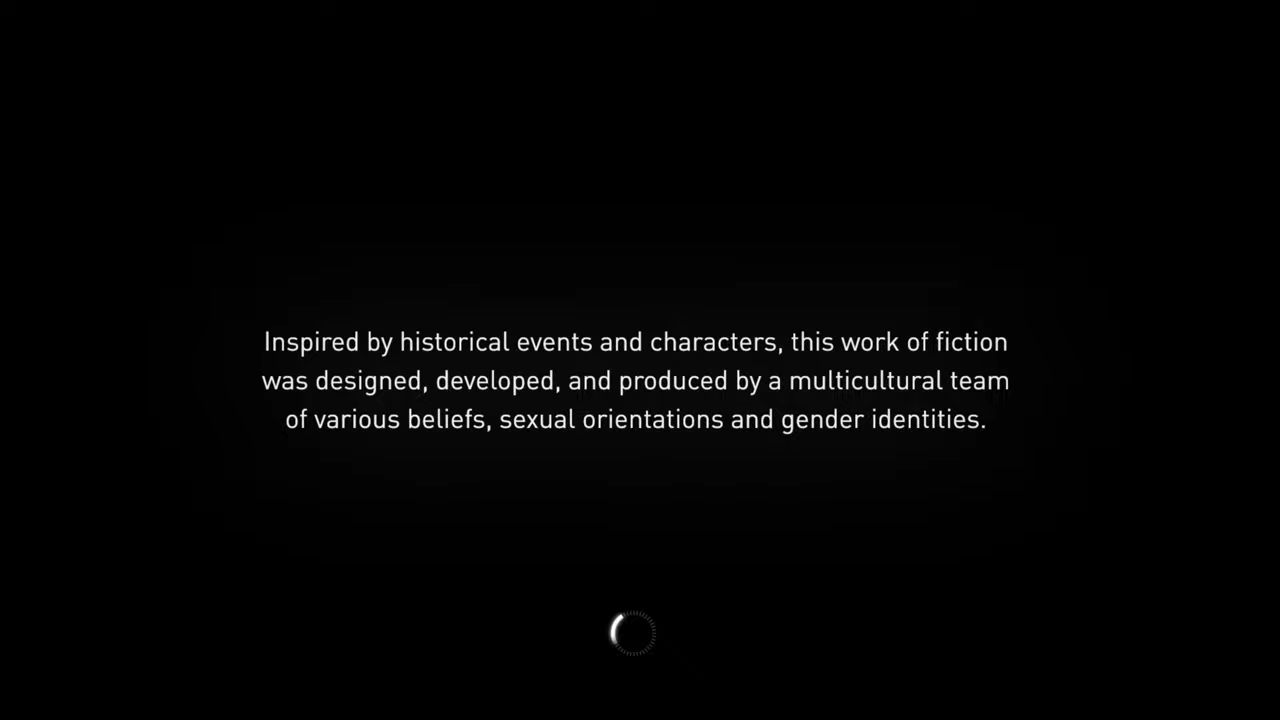 Inspired by historical events and characters, this work of fiction
was designed, developed, and produced by a multicultural team
of various beliefs, sexual orientations and gender identities.